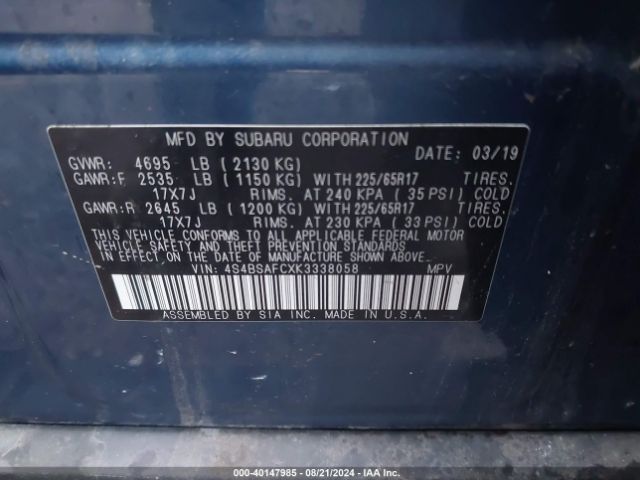 MFD BY SUBARU CORPORATION
GVWR: 4695 LB (2130 KG) DATE: 03/19
GAWR:F 2535 LB (1150 KG) WITH 225/65R17 TIRES.
17X7J RIMS. AT 240 KPA (35 PSI) COLD
GAWR:R 2645 LB (1200 KG) WITH 225/65R17 TIRES.
17X7J RIMS. AT 230 KPA (33 PSI) COLD
THIS VEHICLE CONFORMS TO ALL APPLICABLE FEDERAL MOTOR
VEHICLE SAFETY AND THEFT PREVENTION STANDARDS
IN EFFECT ON THE DATE OF MANUFACTURE SHOWN ABOVE.
VIN: 4S4BSAFCXK3338058 MPV
ASSEMBLED BY SIA INC. MADE IN U.S.A.
000-40147985 - 08/21/2024 - IAA Inc.